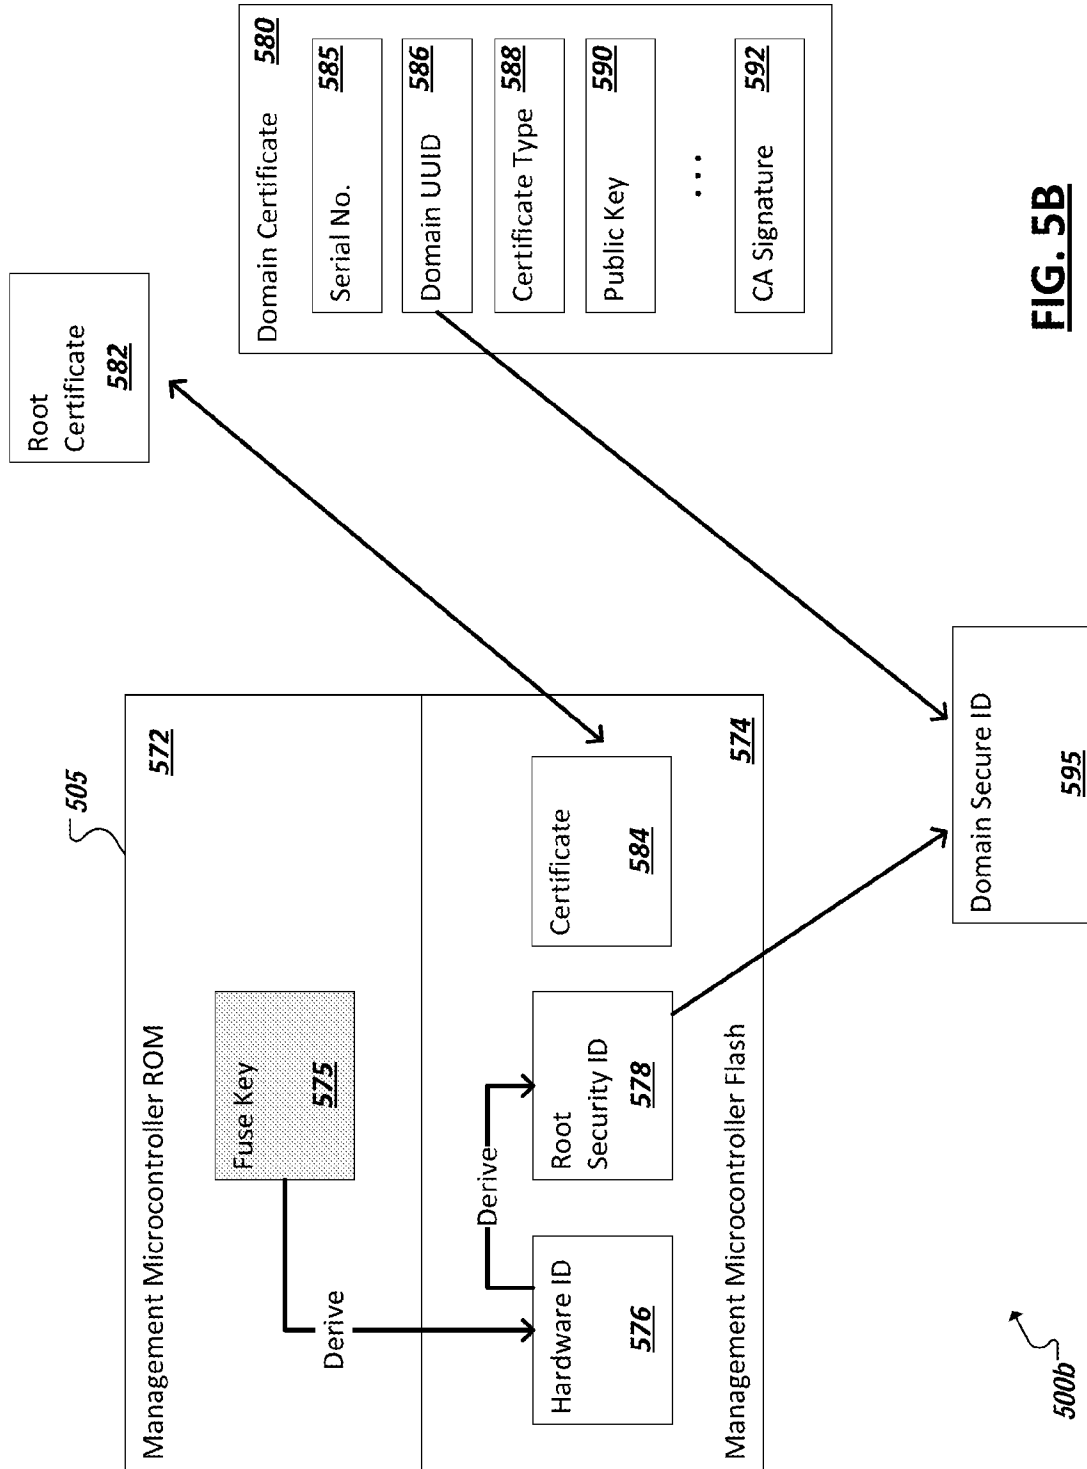 505
Management Microcontroller ROM
572
Fuse Key
575
Derive
Derive
Hardware ID
576
Root
Security ID
578
Certificate
584
Management Microcontroller Flash
574
Root
Certificate
582
Domain Certificate
580
Serial No.
585
Domain UUID
586
Certificate Type
588
Public Key
590
...
CA Signature
592
Domain Secure ID
595
500b
FIG. 5B